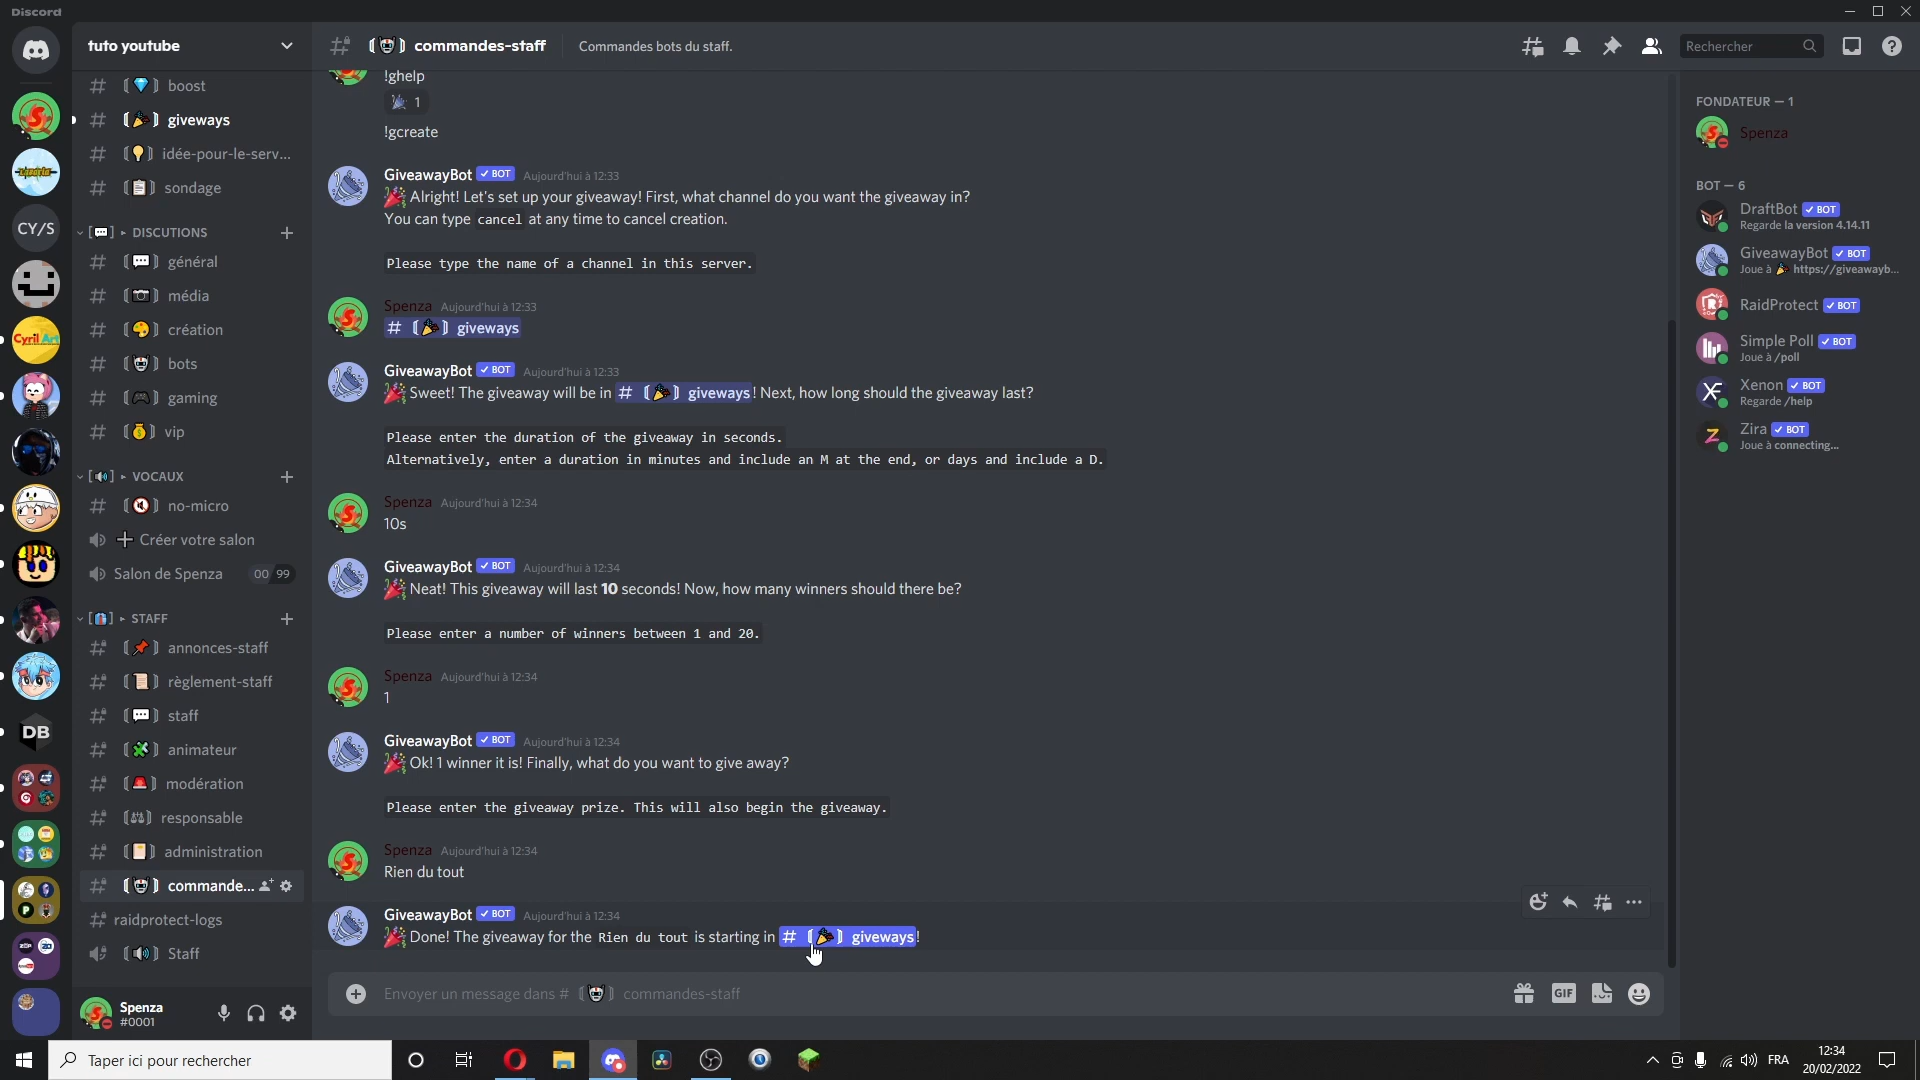 Discord
tuto youtube
commandes-staff
Commandes bots du staff.
Rechercher
boost
giveways
idée-pour-le-serv...
sondage
DISCUTIONS
général
média
création
bots
gaming
vip
VOCAUX
no-micro
Créer votre salon
Salon de Spenza 00 99
STAFF
annonces-staff
règlement-staff
staff
animateur
modération
responsable
administration
commande...
raidprotect-logs
Staff
Spenza
#0001
CY/S
Cyril Art
DB
!ghelp
1
!gcreate
GiveawayBot BOT Aujourd'hui à 12:33
Alright! Let's set up your giveaway! First, what channel do you want the giveaway in?
You can type cancel at any time to cancel creation.
Please type the name of a channel in this server.
Spenza Aujourd'hui à 12:33
# giveways
GiveawayBot BOT Aujourd'hui à 12:33
Sweet! The giveaway will be in # giveways! Next, how long should the giveaway last?
Please enter the duration of the giveaway in seconds.
Alternatively, enter a duration in minutes and include an M at the end, or days and include a D.
Spenza Aujourd'hui à 12:34
10s
GiveawayBot BOT Aujourd'hui à 12:34
Neat! This giveaway will last 10 seconds! Now, how many winners should there be?
Please enter a number of winners between 1 and 20.
Spenza Aujourd'hui à 12:34
1
GiveawayBot BOT Aujourd'hui à 12:34
Ok! 1 winner it is! Finally, what do you want to give away?
Please enter the giveaway prize. This will also begin the giveaway.
Spenza Aujourd'hui à 12:34
Rien du tout
GiveawayBot BOT Aujourd'hui à 12:34
Done! The giveaway for the Rien du tout is starting in # giveways!
Envoyer un message dans # commandes-staff
GIF
FONDATEUR — 1
Spenza
BOT — 6
DraftBot BOT
Regarde la version 4.14.11
GiveawayBot BOT
Joue à https://giveawayb...
RaidProtect BOT
Simple Poll BOT
Joue à /poll
Xenon BOT
Regarde /help
Zira BOT
Joue à connecting...
Taper ici pour rechercher
FRA
12:34
20/02/2022